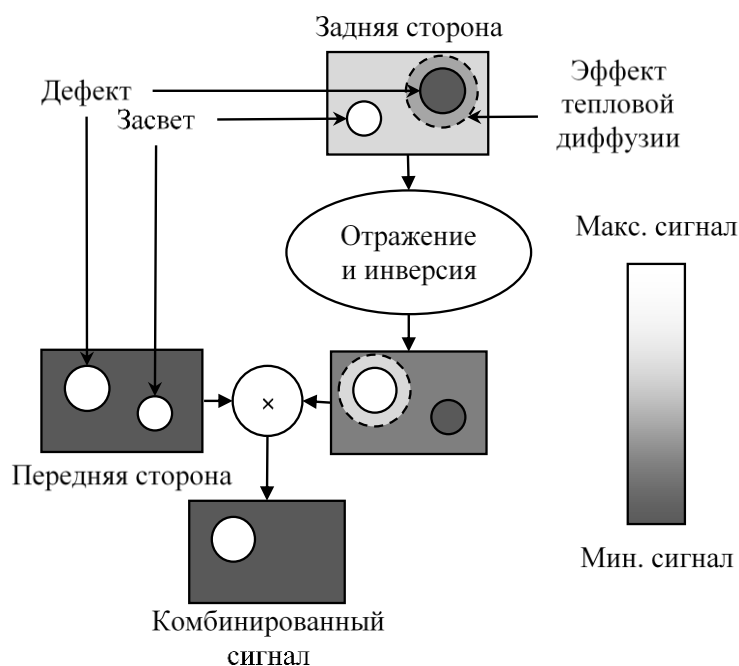 Задняя сторона
Дефект
Засвет
Эффект
тепловой
диффузии
Отражение
и инверсия
Макс. сигнал
×
Передняя сторона
Мин. сигнал
Комбинированный
сигнал